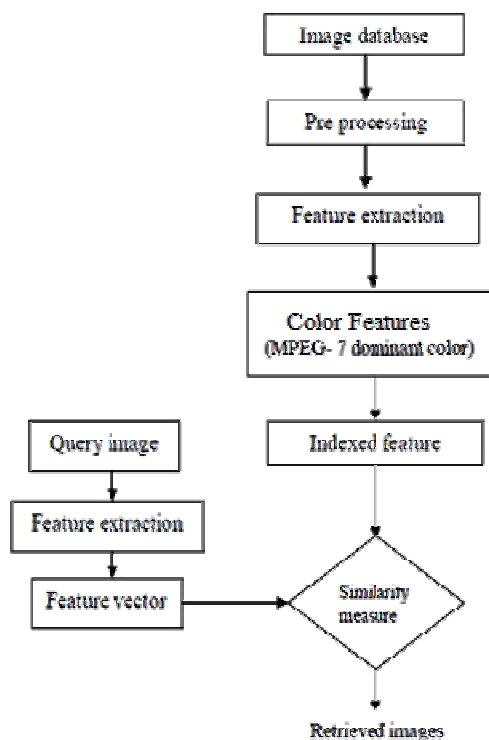 Image database
Pre processing
Feature extraction
Color Features
(MPEG- 7 dominant color)
Indexed feature
Query image
Feature extraction
Feature vector
Similarity
measure
Retrieved images